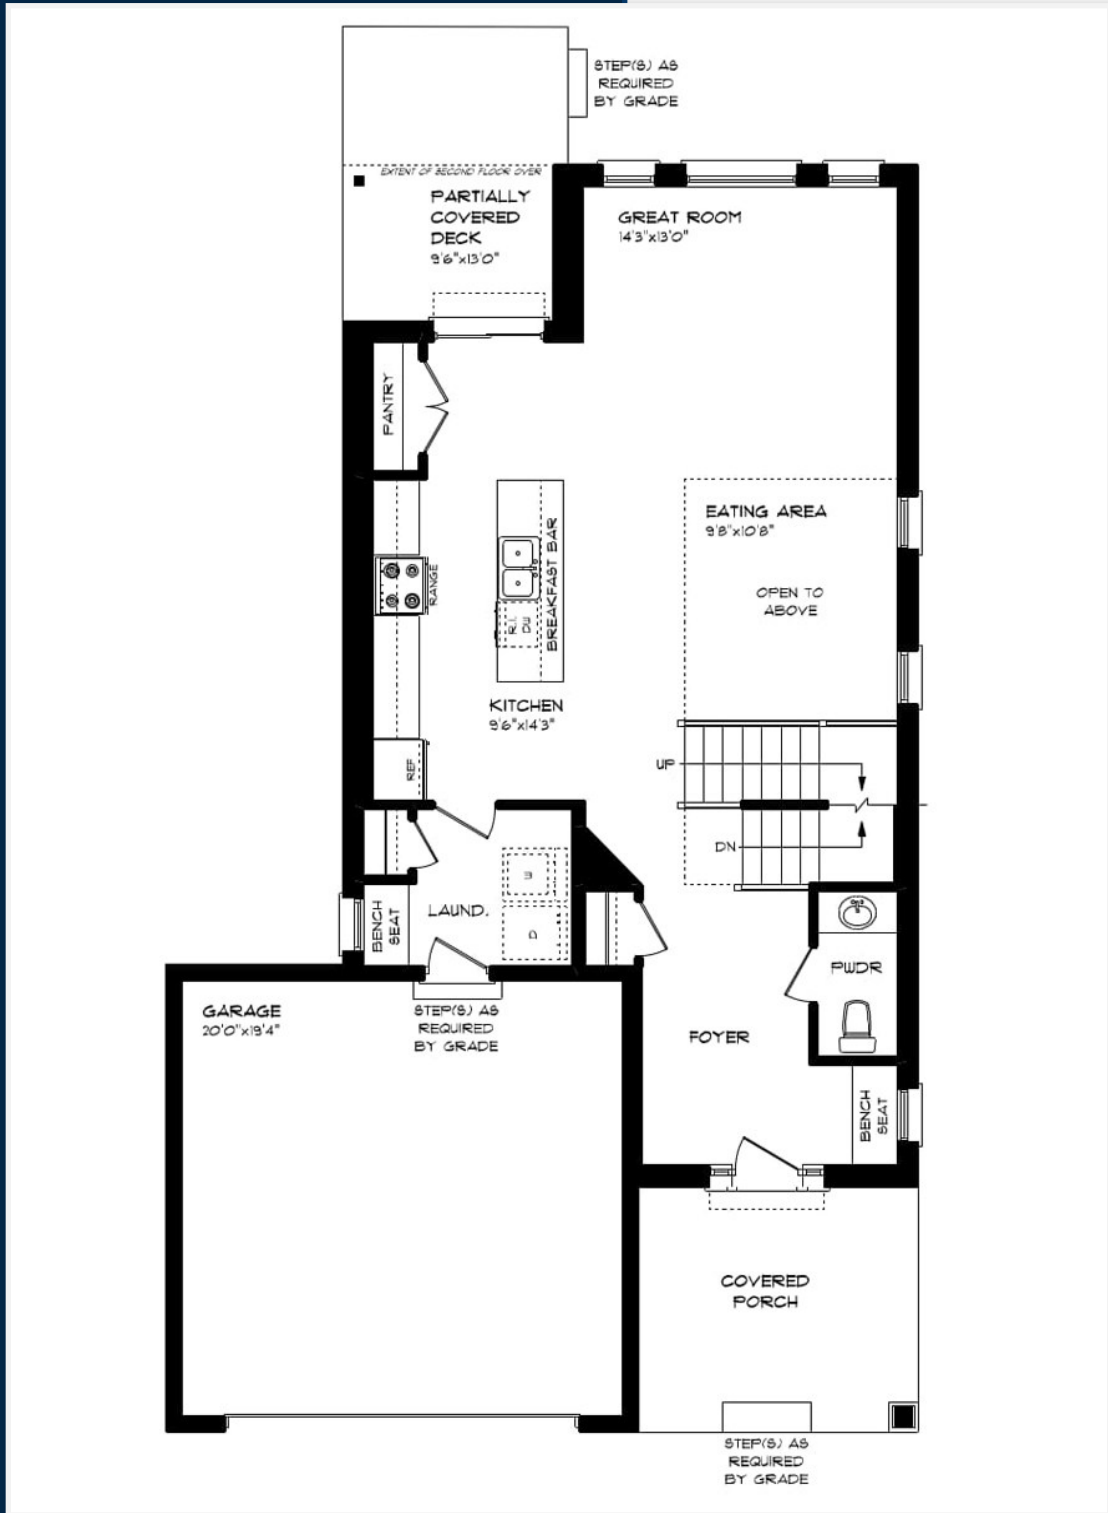 STEP(S) AS
REQUIRED
BY GRADE
EXTENT OF SECOND FLOOR OVER
PARTIALLY
COVERED
DECK
9'6"x13'0"
GREAT ROOM
14'3"x13'0"
PANTRY
EATING AREA
9'8"x10'8"
OPEN TO
ABOVE
RANGE
BREAKFAST BAR
R.I.
DW
KITCHEN
9'6"x14'3"
REF
UP
DN
W
D
LAUND.
BENCH
SEAT
PWDR
GARAGE
20'0"x19'4"
STEP(S) AS
REQUIRED
BY GRADE
FOYER
BENCH
SEAT
COVERED
PORCH
STEP(S) AS
REQUIRED
BY GRADE